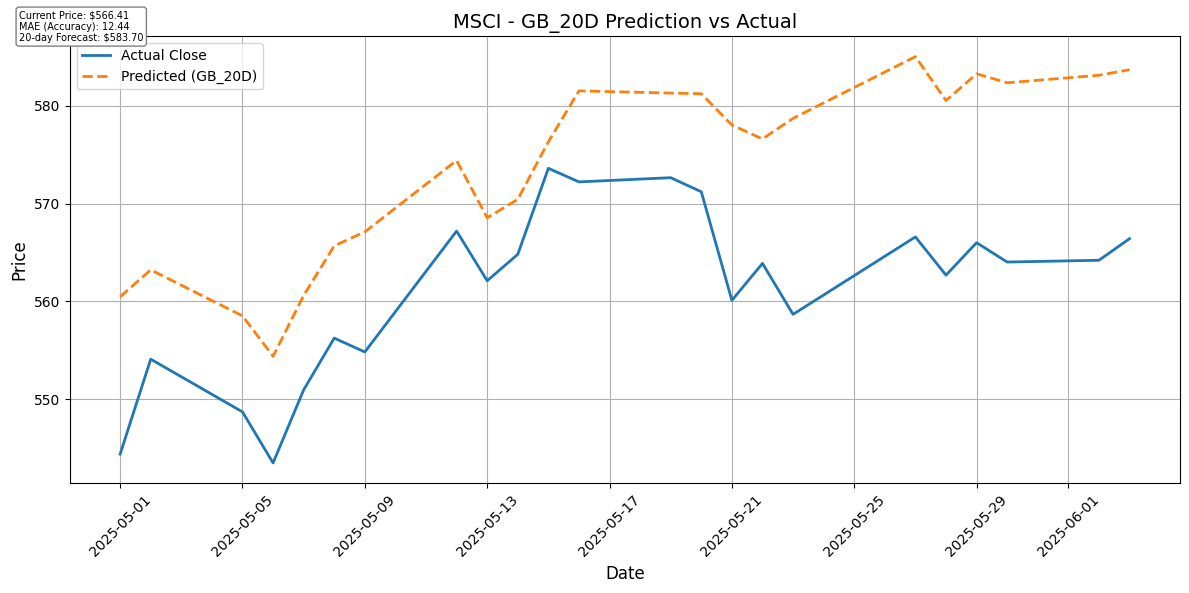 MSCI - GB_20D Prediction vs Actual
Current Price: $566.41
MAE (Accuracy): 12.44
20-day Forecast: $583.70
Actual Close
Predicted (GB_20D)
Price
580
570
560
550
2025-05-01
2025-05-05
2025-05-09
2025-05-13
2025-05-17
2025-05-21
2025-05-25
2025-05-29
2025-06-01
Date